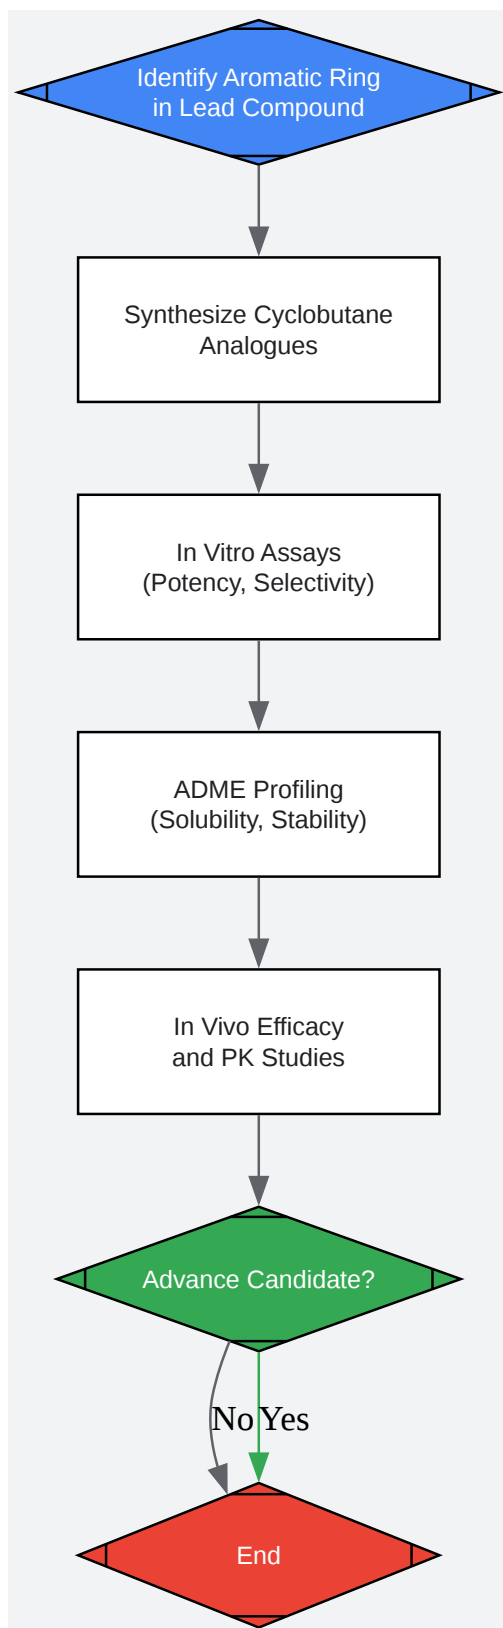 Identify Aromatic Ring
in Lead Compound
Synthesize Cyclobutane
Analogues
In Vitro Assays
(Potency, Selectivity)
ADME Profiling
(Solubility, Stability)
In Vivo Efficacy
and PK Studies
Advance Candidate?
No Yes
End